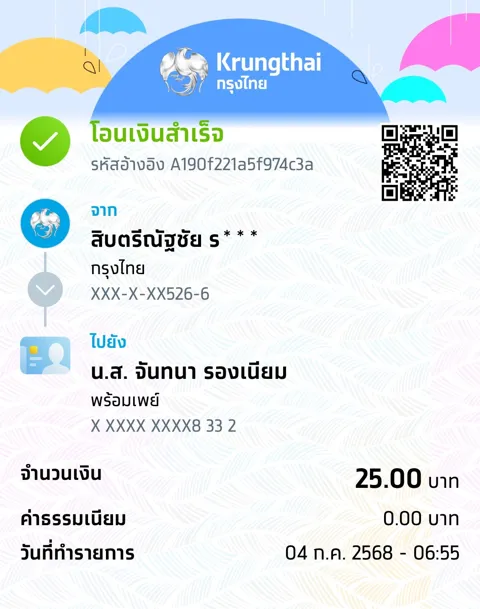 Krungthai
กรุงไทย
โอนเงินสำเร็จ
รหัสอ้างอิง A190f221a5f974c3a
จาก
สิบตรีณัฐชัย ร***
กรุงไทย
XXX-X-XX526-6
ไปยัง
น.ส. จันทนา รองเนียม
พร้อมเพย์
X XXXX XXXX8 33 2
จำนวนเงิน 25.00 บาท
ค่าธรรมเนียม 0.00 บาท
วันที่ทำรายการ 04 ก.ค. 2568 - 06:55